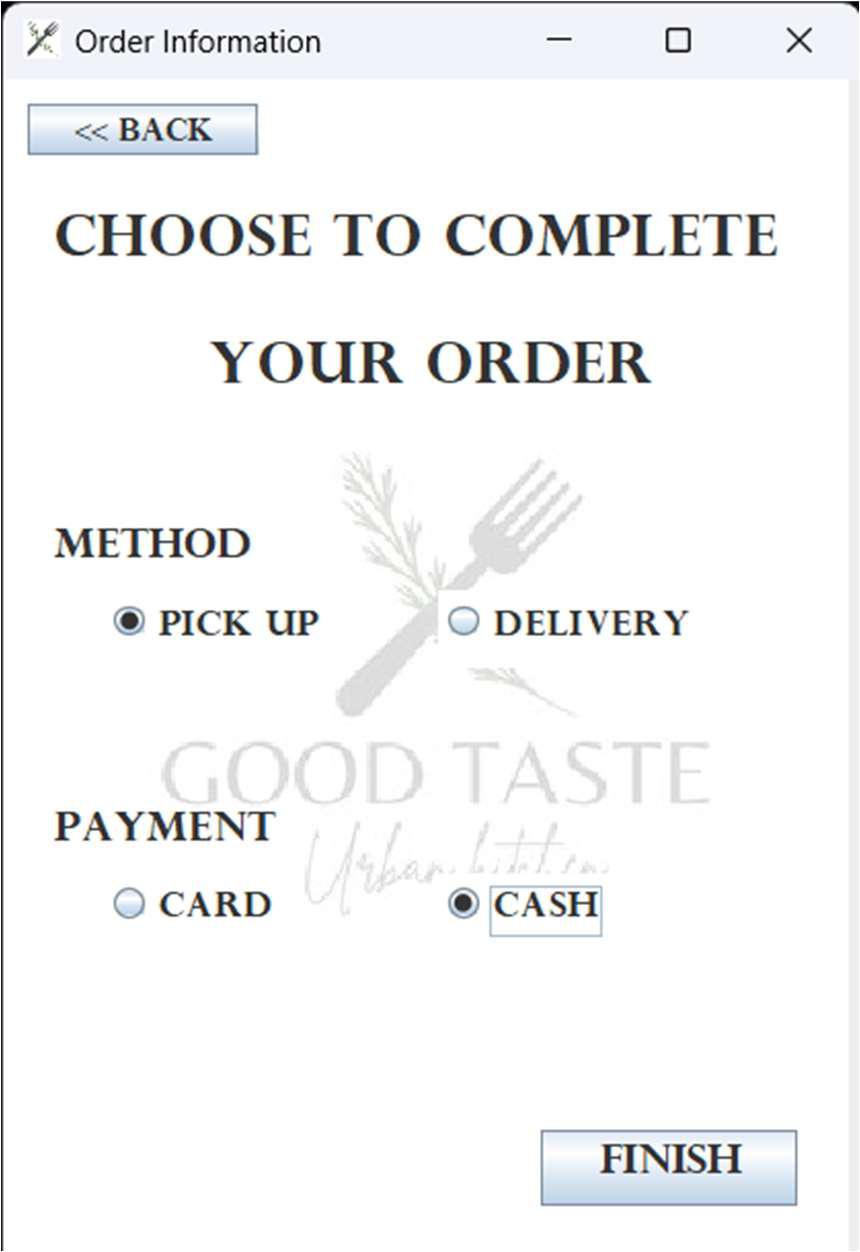 Order Information
<< BACK
CHOOSE TO COMPLETE
YOUR ORDER
METHOD
PICK UP DELIVERY
GOOD TASTE
PAYMENT
Urban kitchen
CARD CASH
FINISH